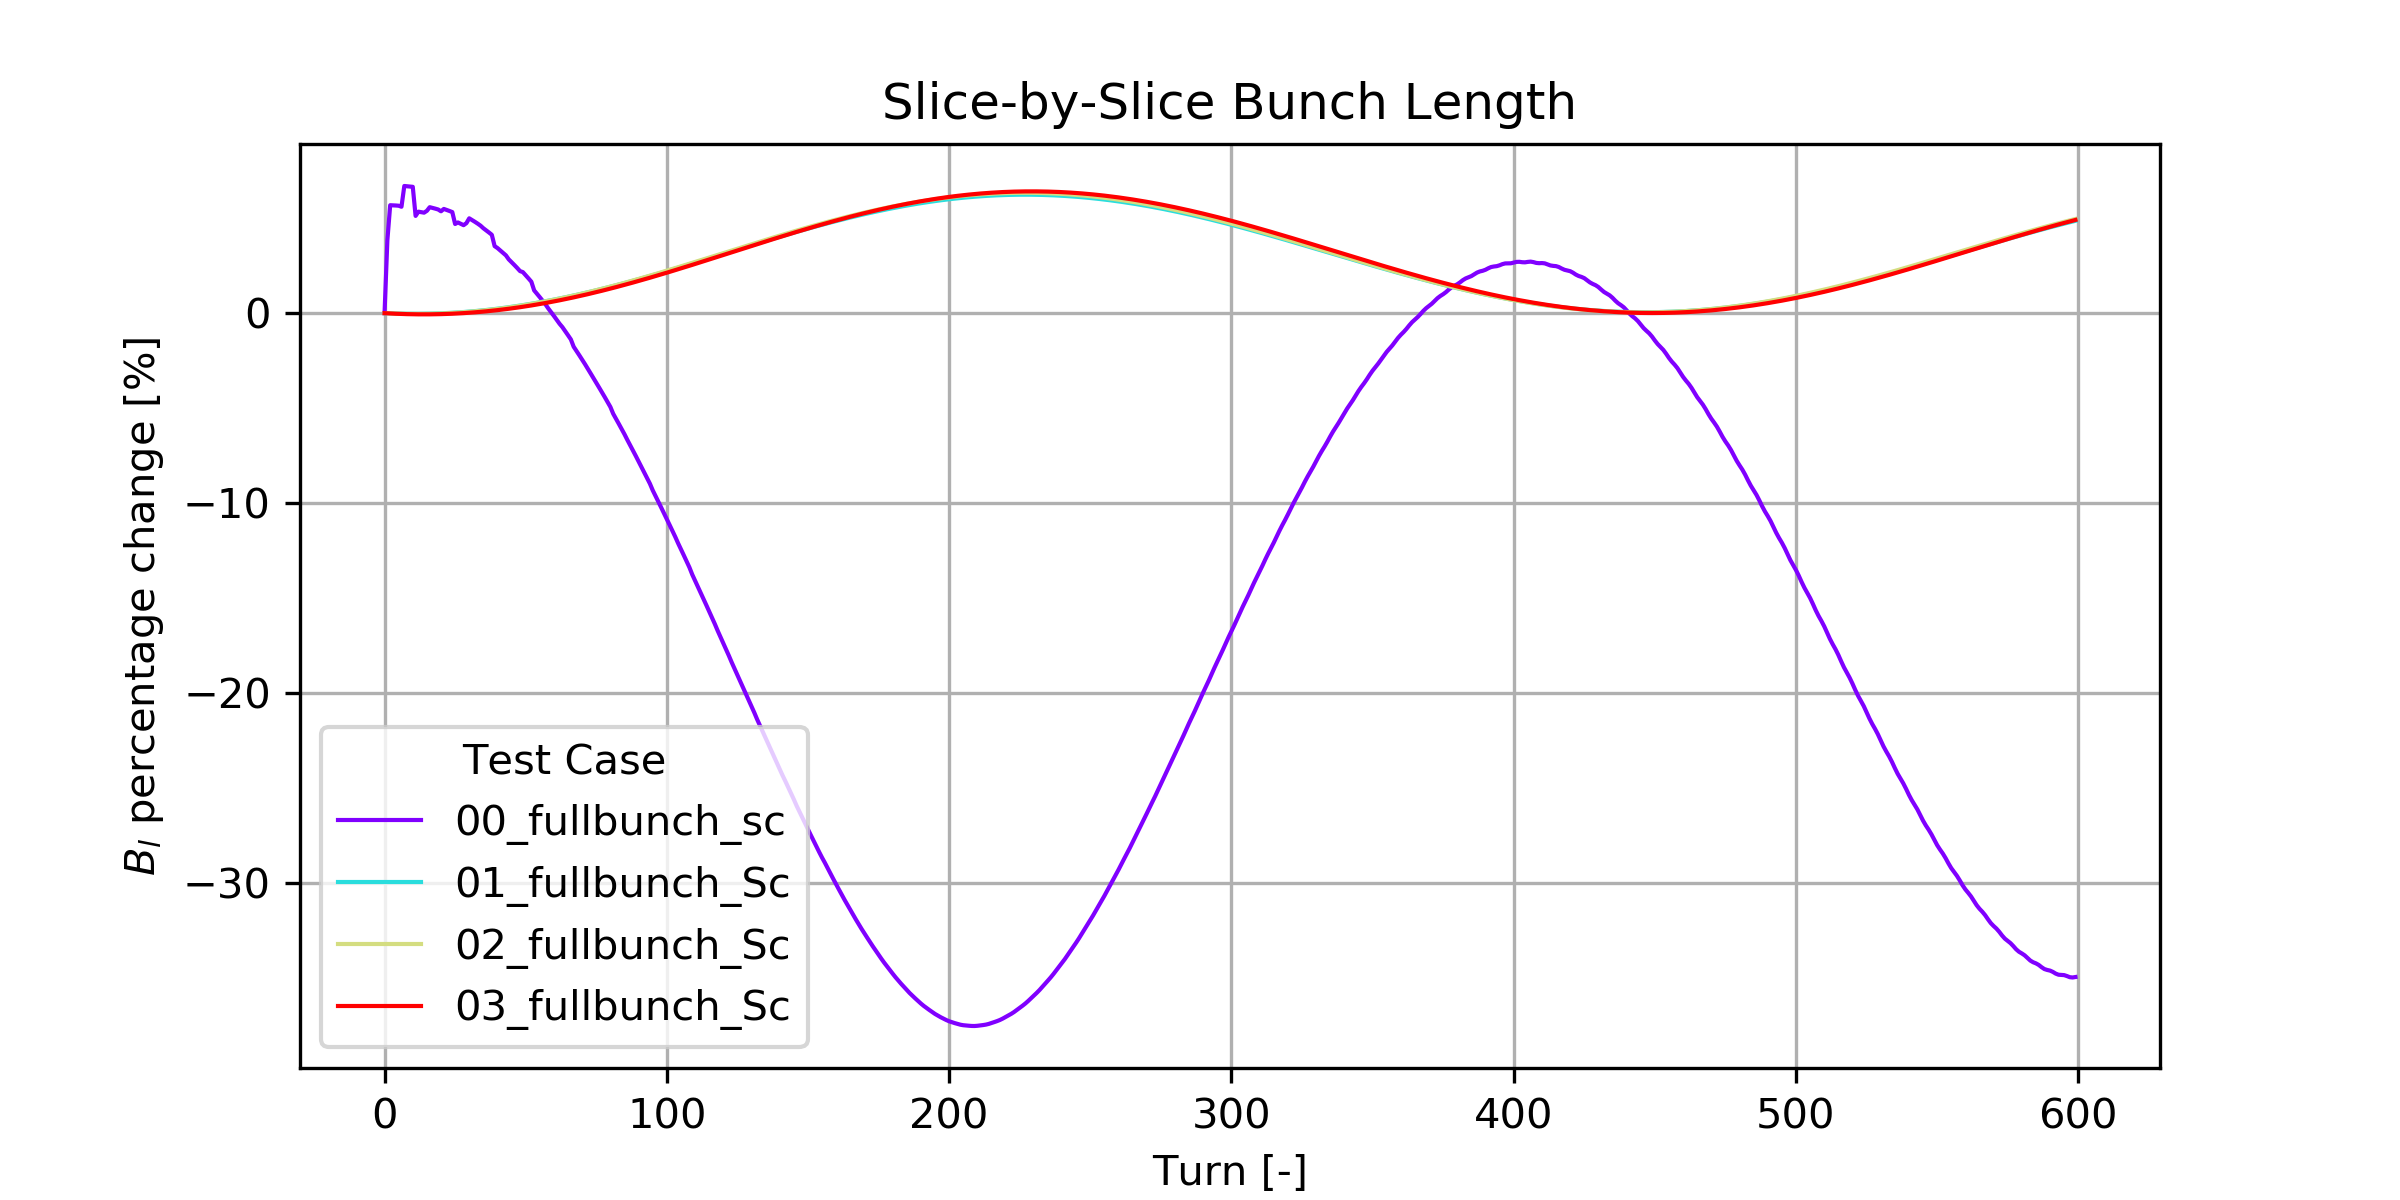 Slice-by-Slice Bunch Length
B_l percentage change [%]
0
−10
−20
−30
Test Case
00_fullbunch_sc
01_fullbunch_Sc
02_fullbunch_Sc
03_fullbunch_Sc
0 100 200 300 400 500 600
Turn [-]